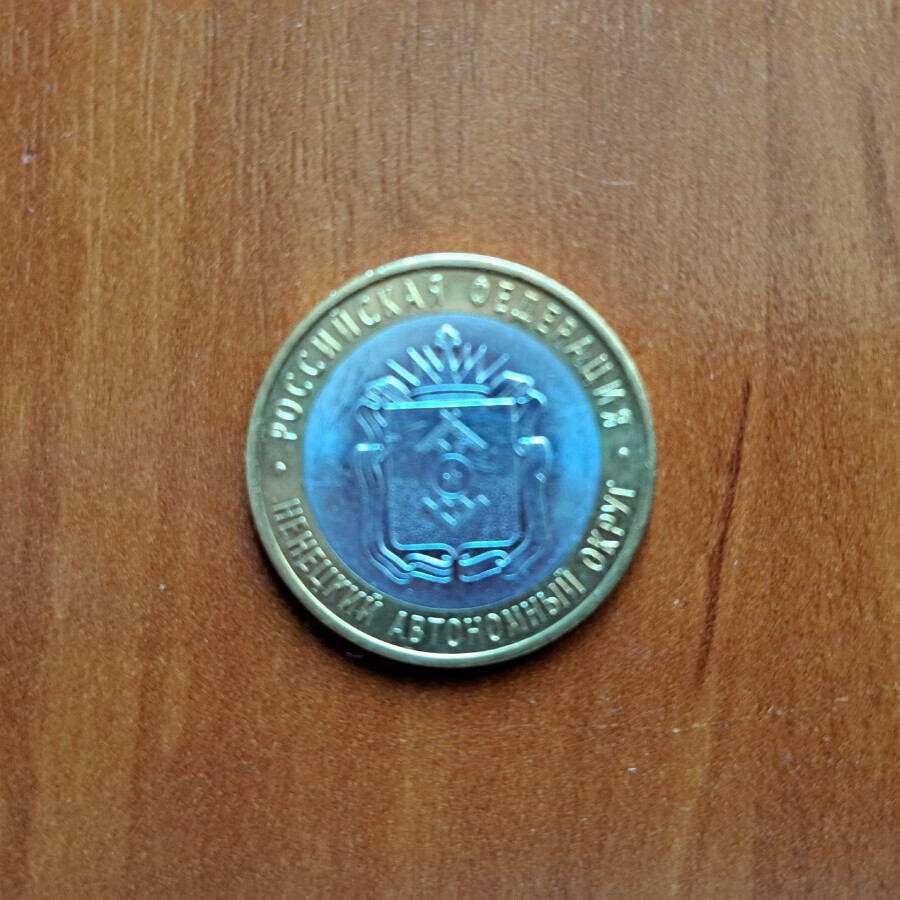 РОССИЙСКАЯ ФЕДЕРАЦИЯ
НЕНЕЦКИЙ АВТОНОМНЫЙ ОКРУГ